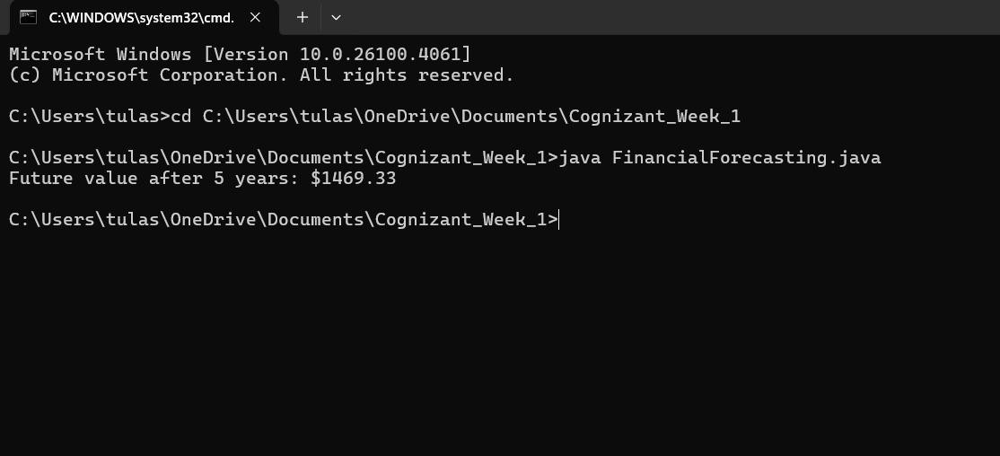 C:\WINDOWS\system32\cmd.
Microsoft Windows [Version 10.0.26100.4061]
(c) Microsoft Corporation. All rights reserved.
C:\Users\tulas>cd C:\Users\tulas\OneDrive\Documents\Cognizant_Week_1
C:\Users\tulas\OneDrive\Documents\Cognizant_Week_1>java FinancialForecasting.java
Future value after 5 years: $1469.33
C:\Users\tulas\OneDrive\Documents\Cognizant_Week_1>